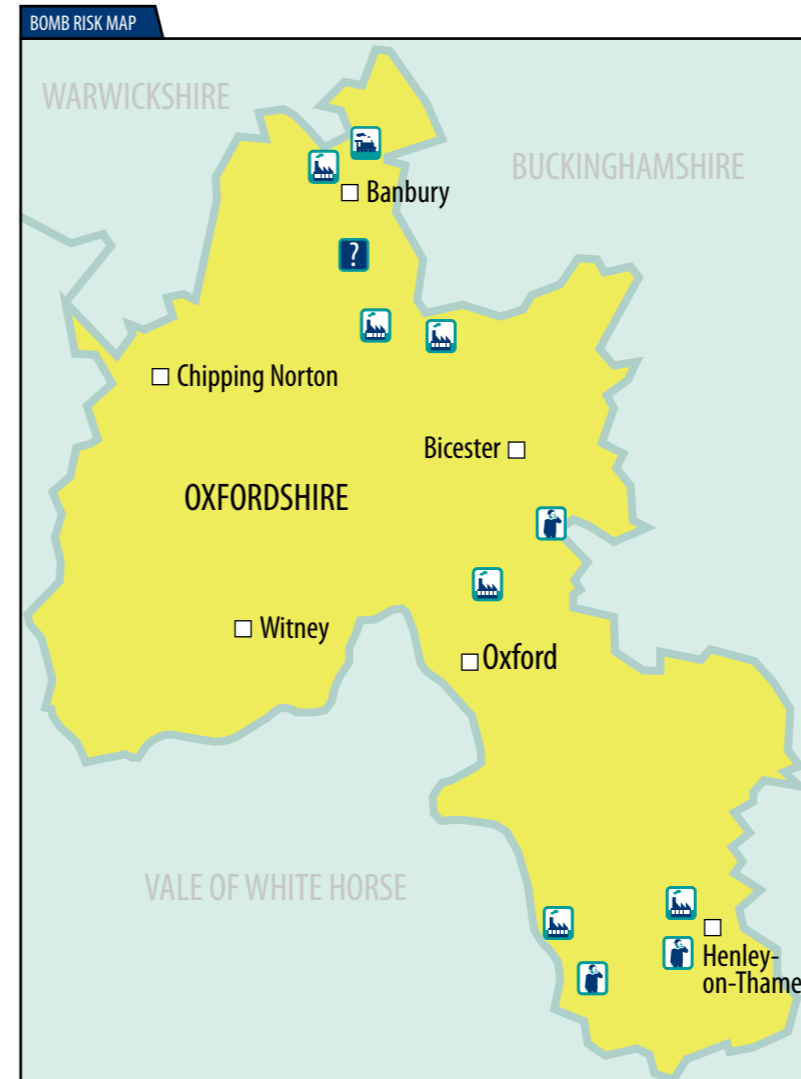 BOMB RISK MAP
WARWICKSHIRE
BUCKINGHAMSHIRE
Banbury
?
Chipping Norton
Bicester
OXFORDSHIRE
Witney
Oxford
VALE OF WHITE HORSE
Henley-
on-Thame